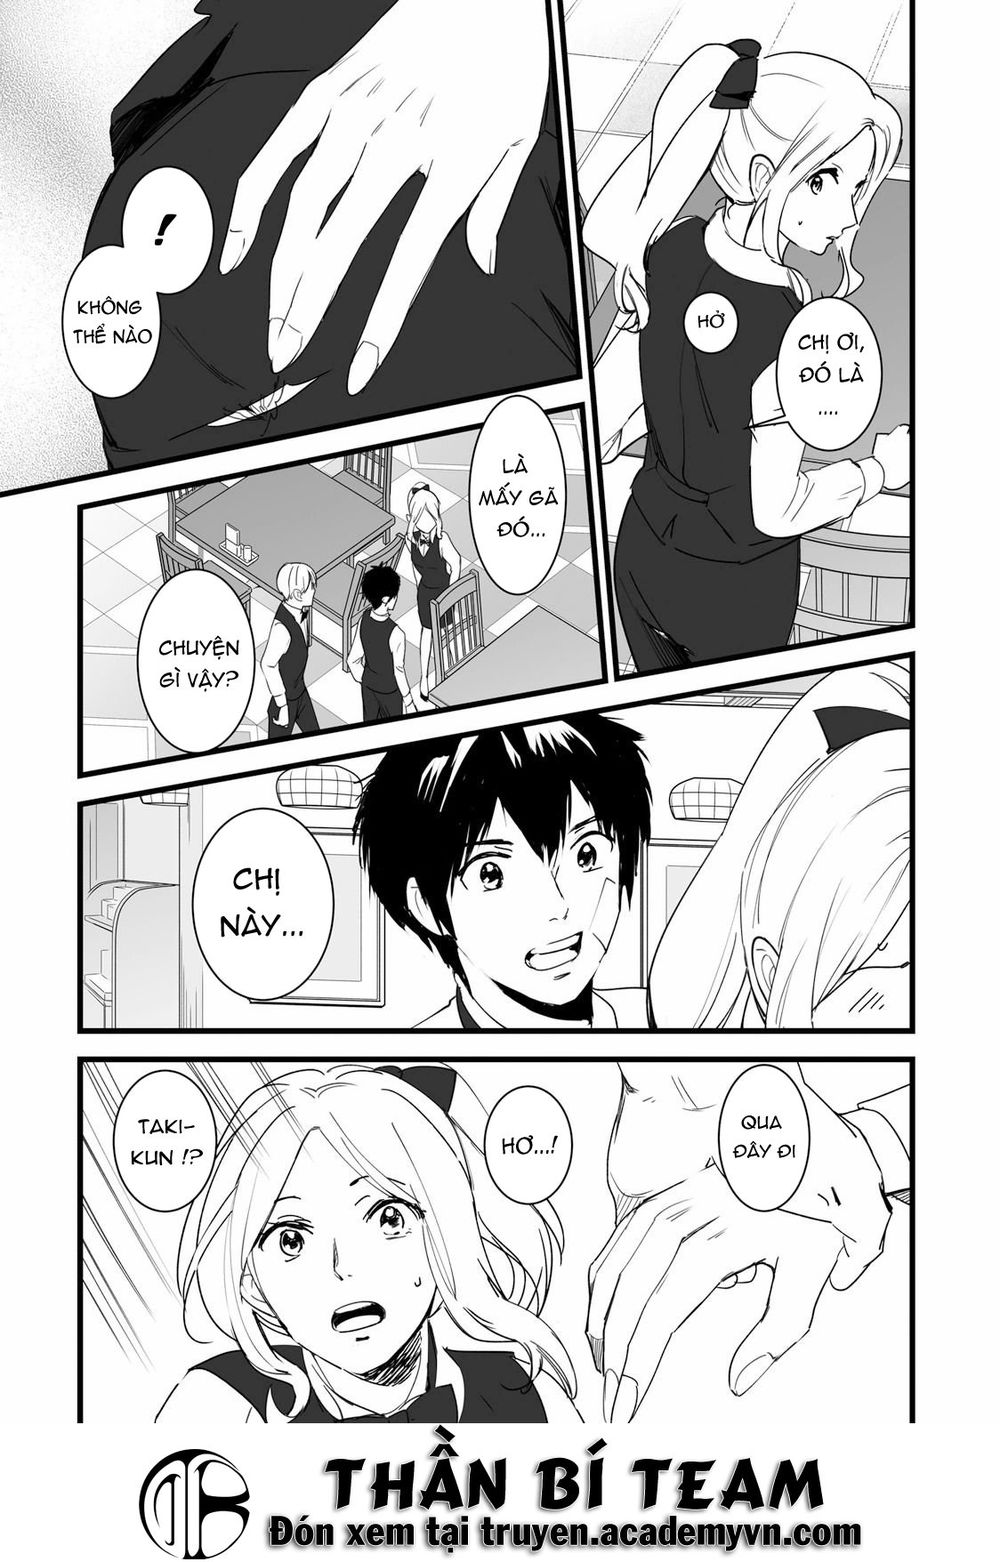 HỞ
CHỊ ƠI,
ĐÓ LÀ
....
!
KHÔNG
THỂ NÀO
LÀ
MẤY GÃ
ĐÓ...
CHUYỆN
GÌ VẬY?
CHỊ
NÀY...
QUA
ĐÂY ĐI
HƠ...!
TAKI-
KUN !?
THẦN BÍ TEAM
Đón xem tại truyen.academyvn.com